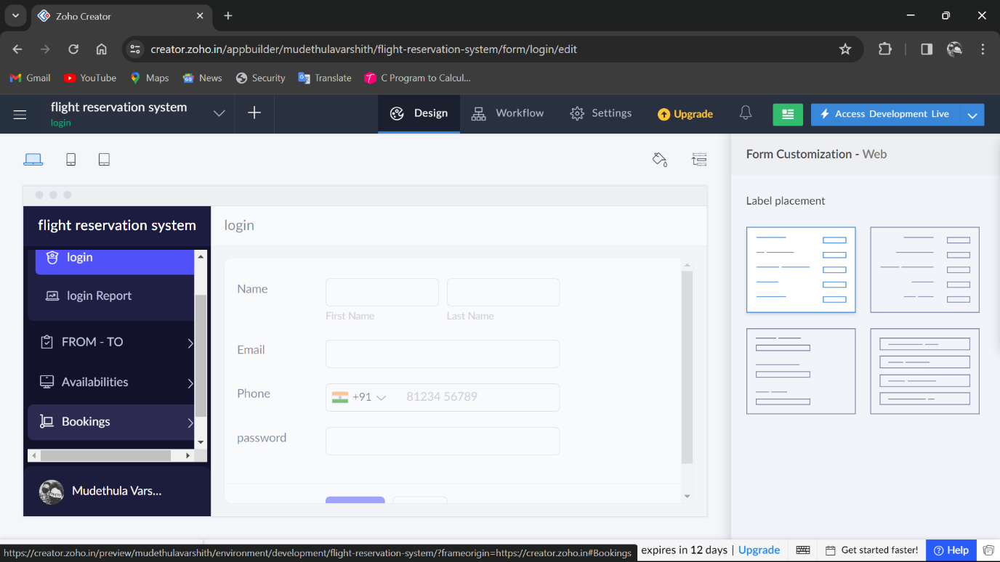 Zoho Creator
creator.zoho.in/appbuilder/mudethulavarshith/flight-reservation-system/form/login/edit
Gmail YouTube Maps News Security Translate C Program to Calcul...
flight reservation system
login
Design Workflow Settings Upgrade Access Development Live
Form Customization - Web
Label placement
flight reservation system
login
login Report
FROM - TO
Availabilities
Bookings
Mudethula Vars...
login
Name
First Name Last Name
Email
Phone +91 81234 56789
password
https://creator.zoho.in/preview/mudethulavarshith/environment/development/flight-reservation-system/?frameorigin=https://creator.zoho.in#Bookings
expires in 12 days | Upgrade Get started faster! Help